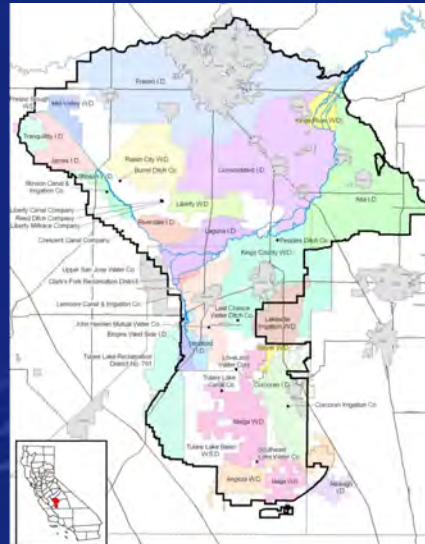 Fresno I.D.
Mid-Valley W.D.
Fresno Slough
W.D.
Kings River W.D.
Tranquility I.D.
James I.D.
Raisin City W.D.
Burrel Ditch Co.
Consolidated I.D.
Stinson I.D.
Stinson Canal &
Irrigation Co.
Alta I.D.
Liberty W.D.
Liberty Canal Company
Reed Ditch Company
Liberty Millrace Company
Riverdale I.D.
Laguna I.D.
Crescent Canal Company
Peoples Ditch Co.
Kings County W.D.
Upper San Jose Water Co.
Clark's Fork Reclamation District
Lemoore Canal & Irrigation Co.
Last Chance
Water Ditch Co.
Lakeside
Irrigation W.D.
John Heinlen Mutual Water Co.
Empire West Side I.D.
Stratford
I.D.
Tulare Lake Reclamation
District No. 761
Lovelace
Water Corp.
Tulare Lake
Canal Co.
Corcoran I.D.
Corcoran Irrigation Co.
Melga W.D.
Tulare Lake Basin
W.S.D.
Southeast
Lake Water Co.
Angiola W.D.
Melga W.D.
Alpaugh
I.D.